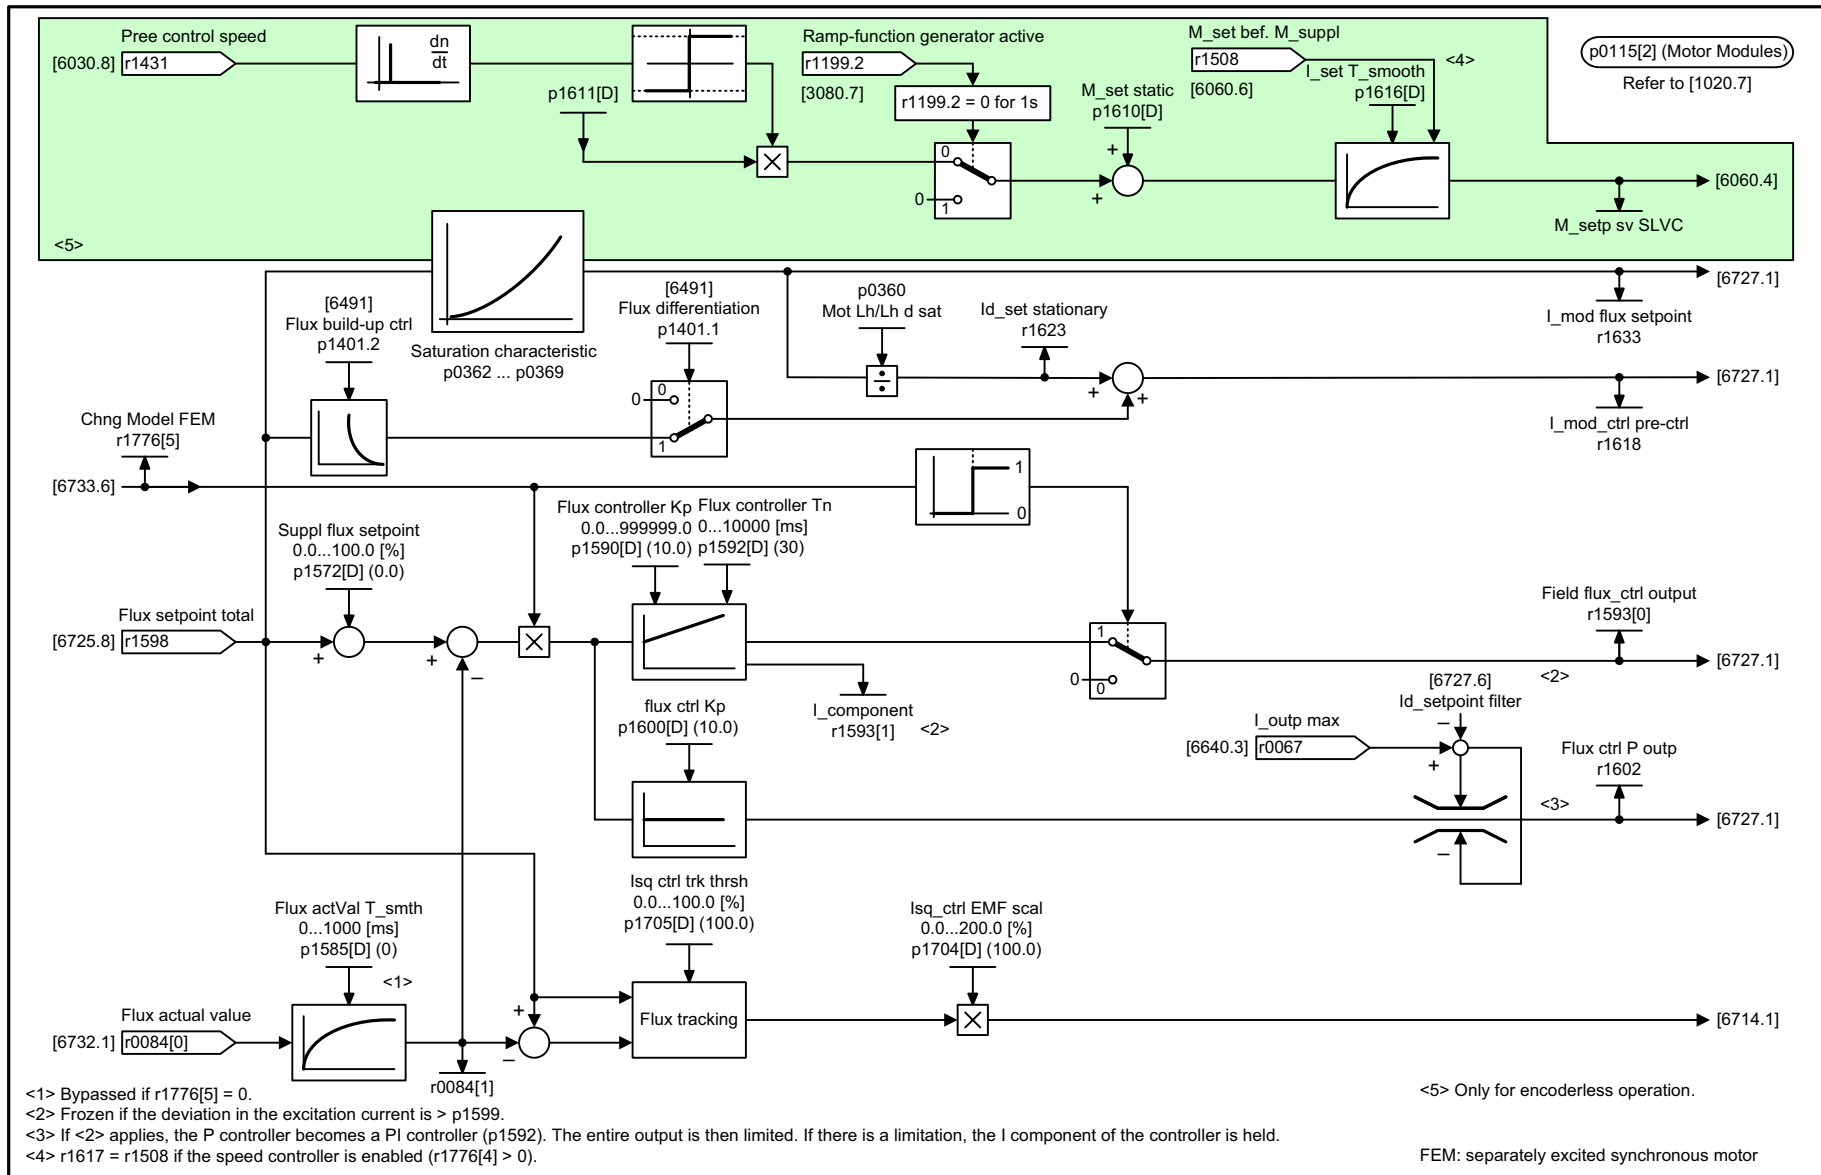 Pree control speed
[6030.8] r1431
dn
dt
p1611[D]
Ramp-function generator active
r1199.2
[3080.7]
r1199.2 = 0 for 1s
0
0
1
M_set static
p1610[D]
+
+
M_set bef. M_suppl
r1508
[6060.6]
<4>
I_set T_smooth
p1616[D]
p0115[2] (Motor Modules)
Refer to [1020.7]
[6060.4]
M_setp sv SLVC
<5>
[6491]
Flux build-up ctrl
p1401.2
Saturation characteristic
p0362 ... p0369
[6491]
Flux differentiation
p1401.1
0
0
1
p0360
Mot Lh/Lh d sat
÷
Id_set stationary
r1623
+
+
[6727.1]
I_mod flux setpoint
r1633
[6727.1]
I_mod_ctrl pre-ctrl
r1618
Chng Model FEM
r1776[5]
[6733.6]
1
0
Suppl flux setpoint
0.0...100.0 [%]
p1572[D] (0.0)
Flux controller Kp
0.0...999999.0
p1590[D] (10.0)
Flux controller Tn
0...10000 [ms]
p1592[D] (30)
Flux setpoint total
[6725.8] r1598
+
+
–
1
0
0
Field flux_ctrl output
r1593[0]
[6727.1]
<2>
I_component
r1593[1]
<2>
flux ctrl Kp
p1600[D] (10.0)
[6727.6]
Id_setpoint filter
–
I_outp max
[6640.3] r0067
+
Flux ctrl P outp
r1602
<3>
[6727.1]
–
Isq ctrl trk thrsh
0.0...100.0 [%]
p1705[D] (100.0)
Isq_ctrl EMF scal
0.0...200.0 [%]
p1704[D] (100.0)
Flux actVal T_smth
0...1000 [ms]
p1585[D] (0)
<1>
Flux actual value
[6732.1] r0084[0]
+
–
Flux tracking
[6714.1]
r0084[1]
<1> Bypassed if r1776[5] = 0.
<2> Frozen if the deviation in the excitation current is > p1599.
<3> If <2> applies, the P controller becomes a PI controller (p1592). The entire output is then limited. If there is a limitation, the I component of the controller is held.
<4> r1617 = r1508 if the speed controller is enabled (r1776[4] > 0).
<5> Only for encoderless operation.
FEM: separately excited synchronous motor